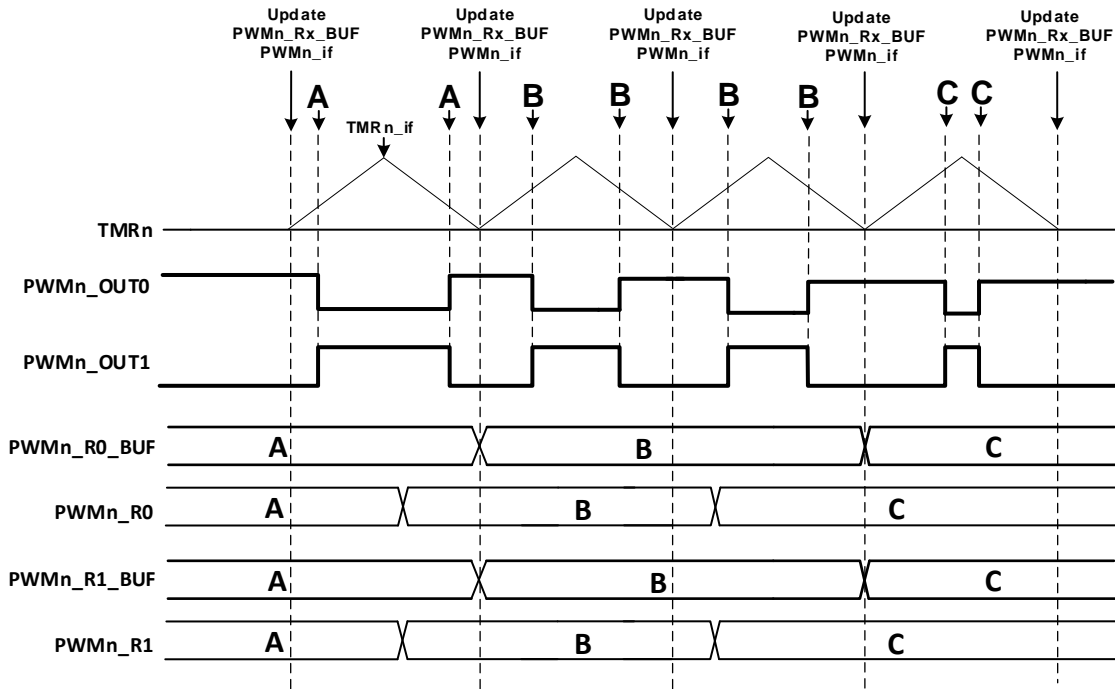 Update
PWMn_Rx_BUF
PWMn_if
Update
PWMn_Rx_BUF
PWMn_if
Update
PWMn_Rx_BUF
PWMn_if
Update
PWMn_Rx_BUF
PWMn_if
Update
PWMn_Rx_BUF
PWMn_if
A A B B B B C C
TMRn_if
TMRn
PWMn_OUT0
PWMn_OUT1
PWMn_R0_BUF A B C
PWMn_R0 A B C
PWMn_R1_BUF A B C
PWMn_R1 A B C